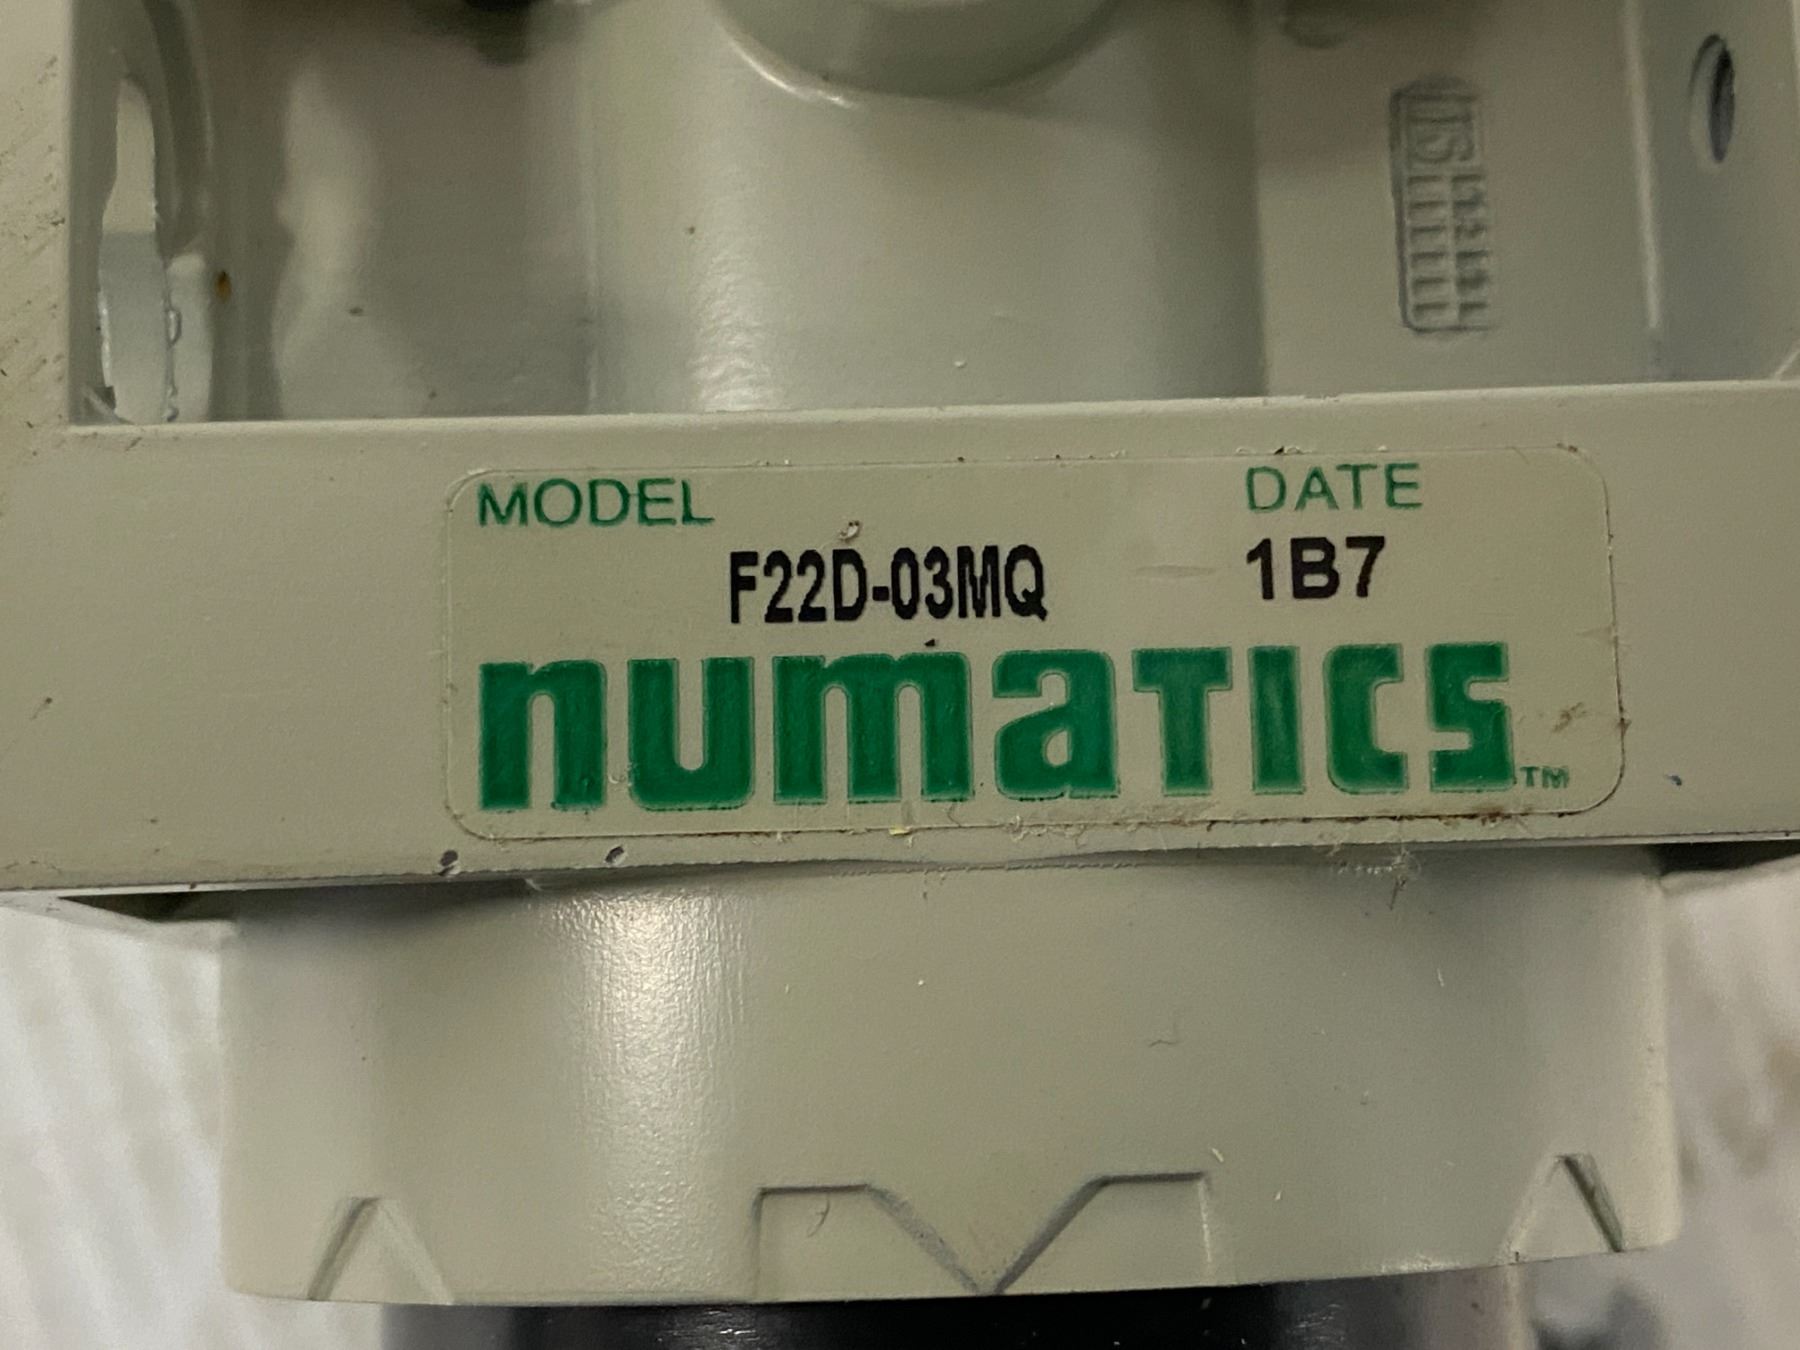 MODEL DATE
F22D-03MQ 1B7
numatics™